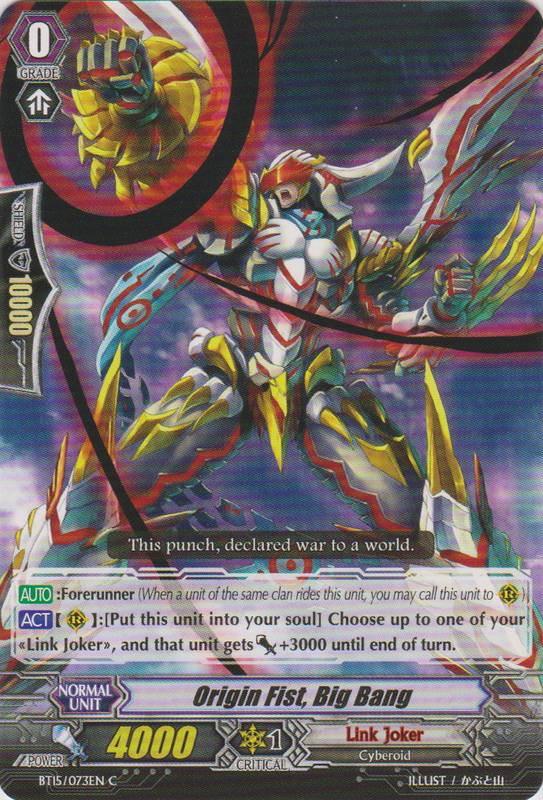 0
GRADE
SHIELD
10000
This punch, declared war to a world.
AUTO :Forerunner (When a unit of the same clan rides this unit, you may call this unit to R).
ACT [ R ]:[Put this unit into your soul] Choose up to one of your
«Link Joker», and that unit gets +3000 until end of turn.
NORMAL
UNIT
Origin Fist, Big Bang
POWER
4000
1
CRITICAL
Link Joker
Cyberoid
BT15/073EN C
ILLUST / かぶと山